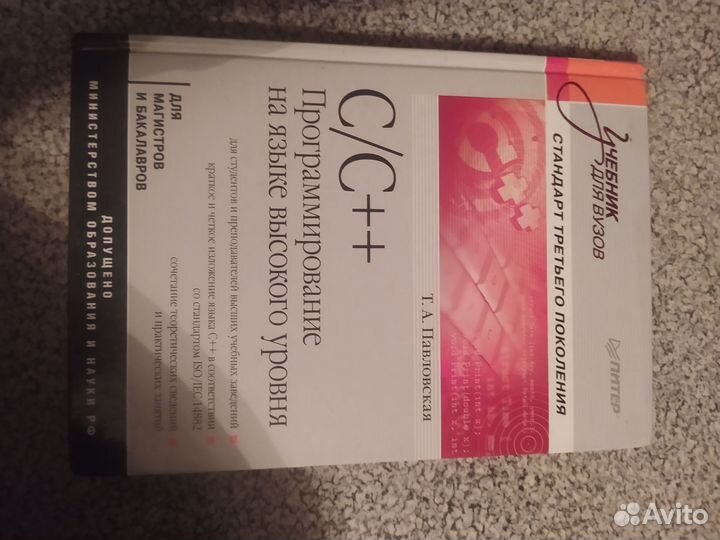 Учебник
ДЛЯ ВУЗОВ
СТАНДАРТ ТРЕТЬЕГО ПОКОЛЕНИЯ
ПИТЕР
Т. А. Павловская
C/C++
Программирование
на языке высокого уровня
для студентов и преподавателей высших учебных заведений
краткое и четкое изложение языка C++ в соответствии
со стандартом ISO/IEC 14882
сочетание теоретических сведений
и практических занятий
ДЛЯ
МАГИСТРОВ
И БАКАЛАВРОВ
ДОПУЩЕНО
МИНИСТЕРСТВОМ ОБРАЗОВАНИЯ И НАУКИ РФ
Avito